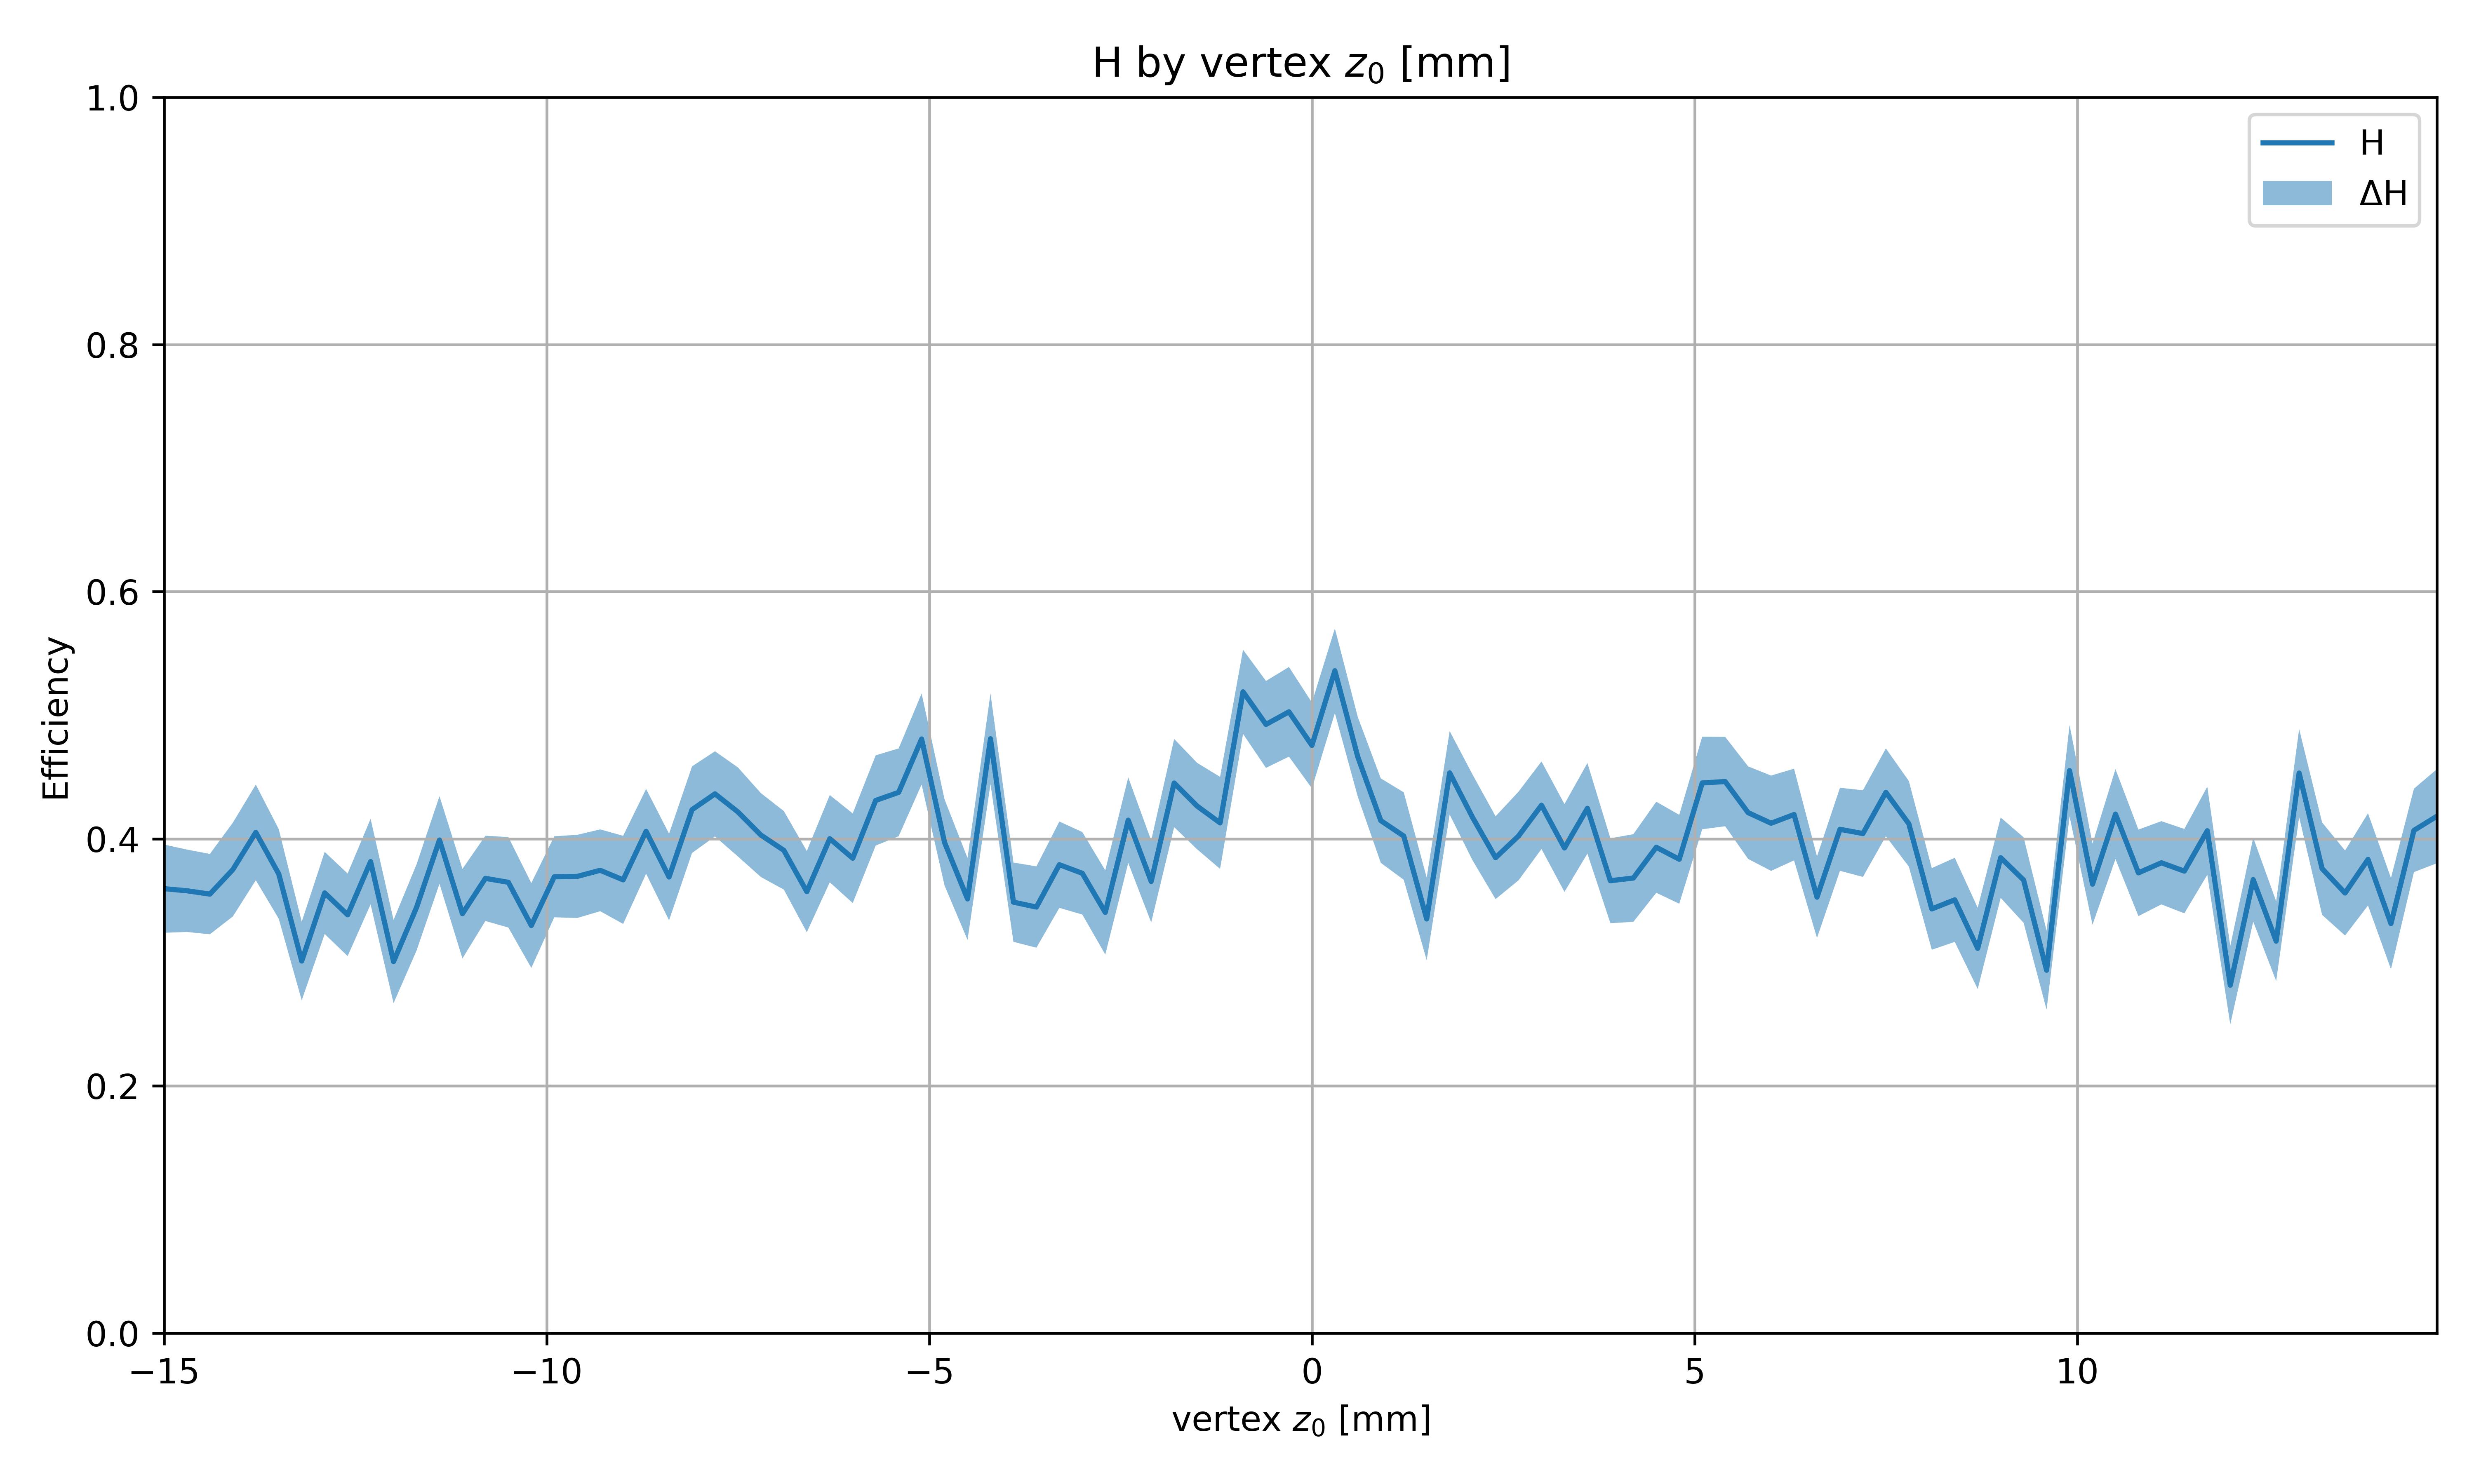 H by vertex z₀ [mm]
1.0
0.8
0.6
0.4
0.2
0.0
Efficiency
H
ΔH
−15 −10 −5 0 5 10
vertex z₀ [mm]